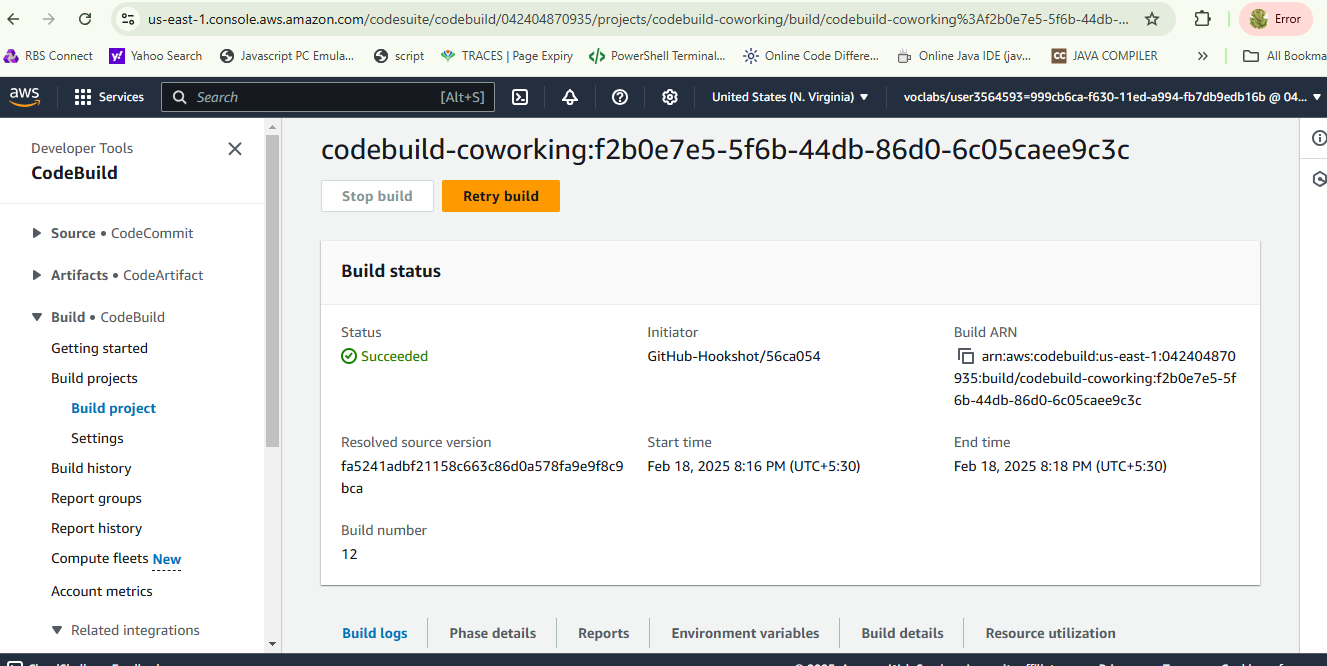 us-east-1.console.aws.amazon.com/codesuite/codebuild/042404870935/projects/codebuild-coworking/build/codebuild-coworking%3Af2b0e7e5-5f6b-44db-...
Error
RBS Connect
Yahoo Search
Javascript PC Emula...
script
TRACES | Page Expiry
PowerShell Terminal...
Online Code Differe...
Online Java IDE (jav...
CC JAVA COMPILER
»
All Bookma
aws
Services
Search [Alt+S]
United States (N. Virginia)
voclabs/user3564593=999cb6ca-f630-11ed-a994-fb7db9edb16b @ 04...
Developer Tools
CodeBuild
Source • CodeCommit
Artifacts • CodeArtifact
Build • CodeBuild
Getting started
Build projects
Build project
Settings
Build history
Report groups
Report history
Compute fleets New
Account metrics
Related integrations
codebuild-coworking:f2b0e7e5-5f6b-44db-86d0-6c05caee9c3c
Stop build
Retry build
Build status
Status
Succeeded
Initiator
GitHub-Hookshot/56ca054
Build ARN
arn:aws:codebuild:us-east-1:042404870
935:build/codebuild-coworking:f2b0e7e5-5f
6b-44db-86d0-6c05caee9c3c
Resolved source version
fa5241adbf21158c663c86d0a578fa9e9f8c9
bca
Start time
Feb 18, 2025 8:16 PM (UTC+5:30)
End time
Feb 18, 2025 8:18 PM (UTC+5:30)
Build number
12
Build logs
Phase details
Reports
Environment variables
Build details
Resource utilization